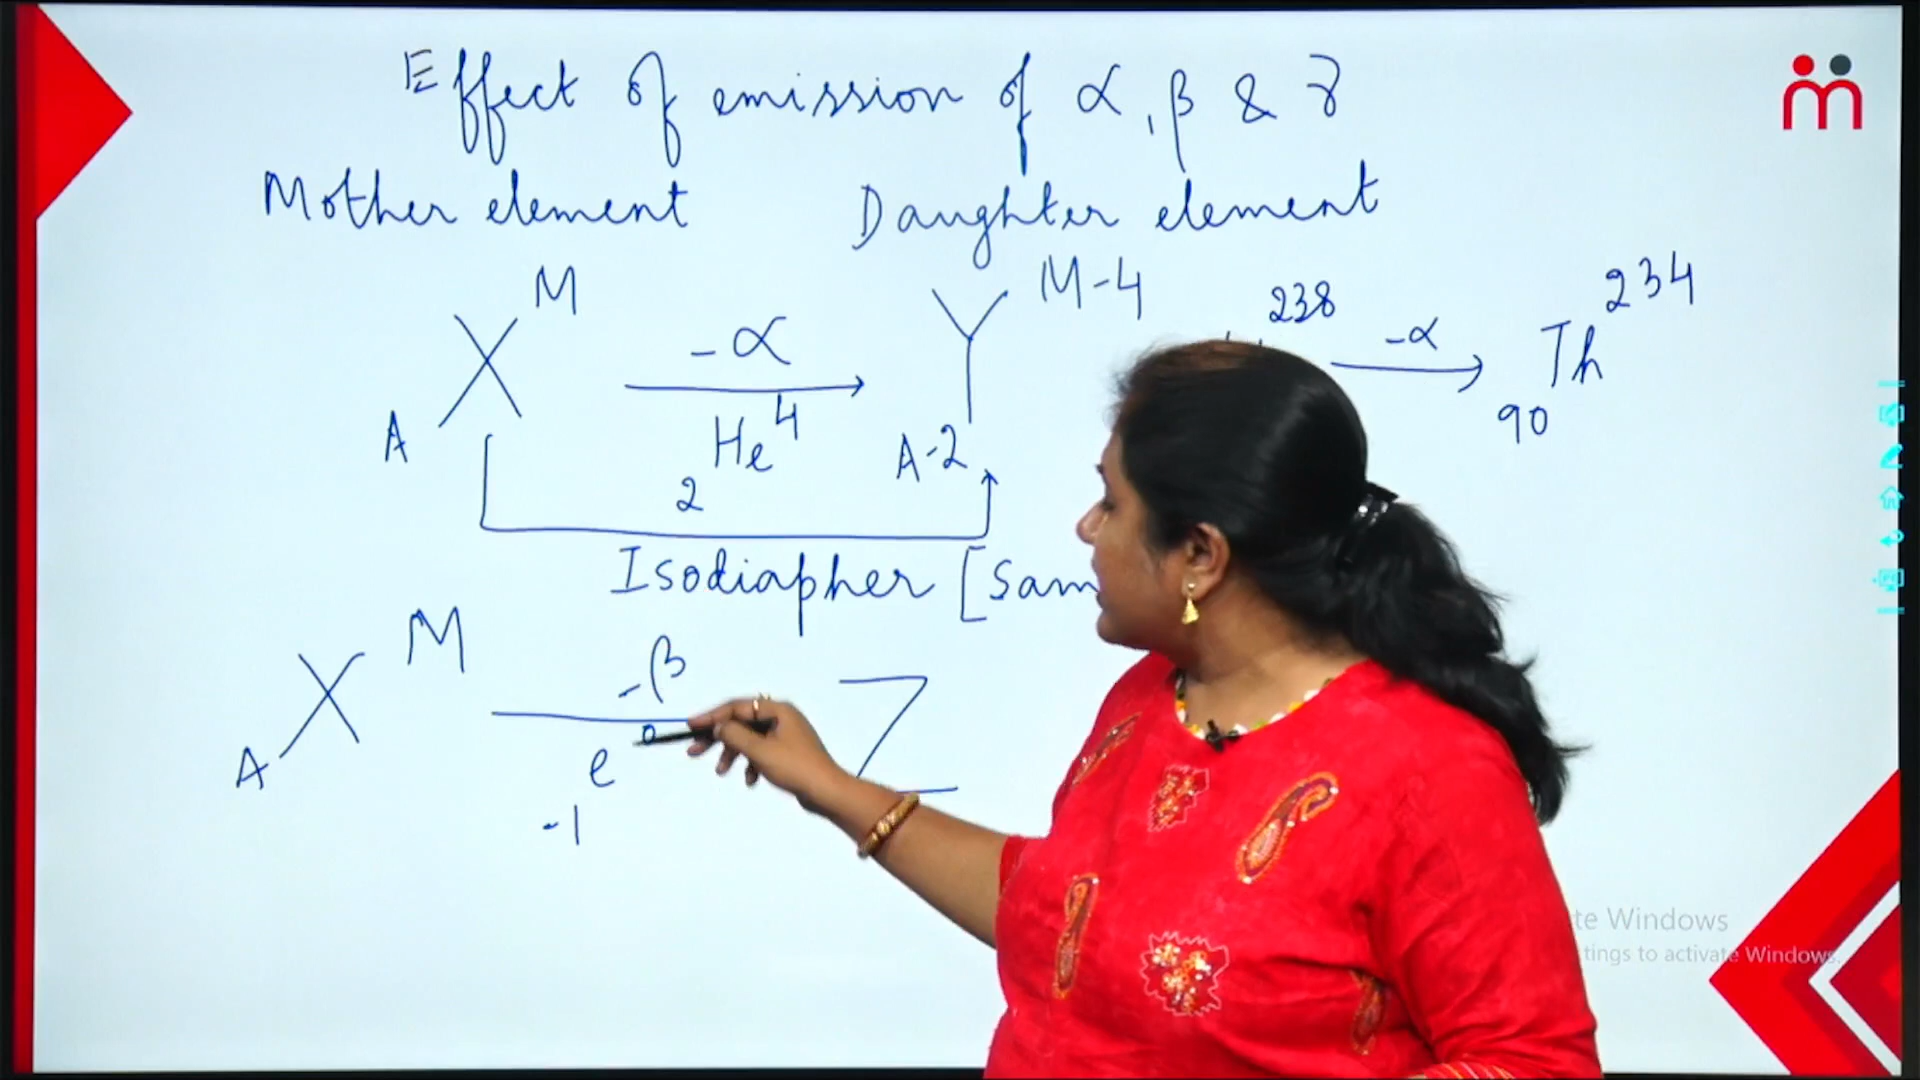 Effect of emission of α, β & γ
Mother element Daughter element
M M-4 238 234
X -α Y -α Th
A He 4 A-2 90
2
Isodiapher [Sam
X M -β Z
A e 0
-1
te Windows
tings to activate Windows.